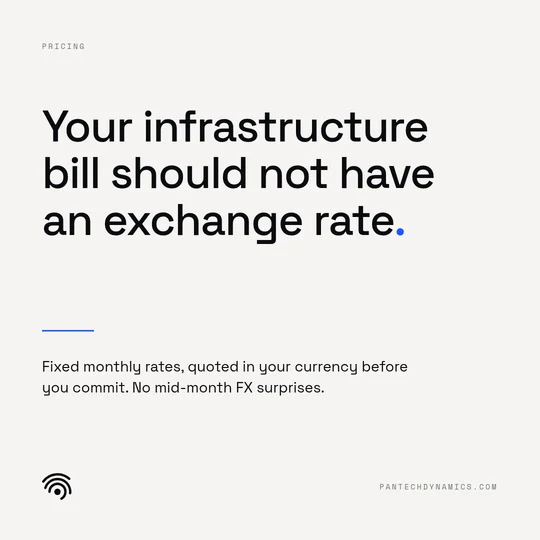 PRICING
Your infrastructure
bill should not have
an exchange rate.
Fixed monthly rates, quoted in your currency before
you commit. No mid-month FX surprises.
PANTECHDYNAMICS.COM